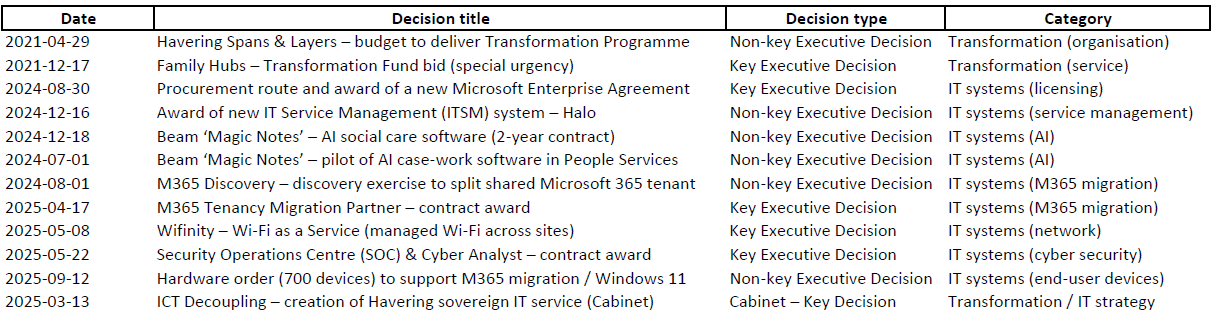 Date Decision title Decision type Category
2021-04-29 Havering Spans & Layers – budget to deliver Transformation Programme Non-key Executive Decision Transformation (organisation)
2021-12-17 Family Hubs – Transformation Fund bid (special urgency) Key Executive Decision Transformation (service)
2024-08-30 Procurement route and award of a new Microsoft Enterprise Agreement Key Executive Decision IT systems (licensing)
2024-12-16 Award of new IT Service Management (ITSM) system – Halo Non-key Executive Decision IT systems (service management)
2024-12-18 Beam ‘Magic Notes’ – AI social care software (2-year contract) Non-key Executive Decision IT systems (AI)
2024-07-01 Beam ‘Magic Notes’ – pilot of AI case-work software in People Services Non-key Executive Decision IT systems (AI)
2024-08-01 M365 Discovery – discovery exercise to split shared Microsoft 365 tenant Non-key Executive Decision IT systems (M365 migration)
2025-04-17 M365 Tenancy Migration Partner – contract award Key Executive Decision IT systems (M365 migration)
2025-05-08 Wifinity – Wi-Fi as a Service (managed Wi-Fi across sites) Key Executive Decision IT systems (network)
2025-05-22 Security Operations Centre (SOC) & Cyber Analyst – contract award Key Executive Decision IT systems (cyber security)
2025-09-12 Hardware order (700 devices) to support M365 migration / Windows 11 Non-key Executive Decision IT systems (end-user devices)
2025-03-13 ICT Decoupling – creation of Havering sovereign IT service (Cabinet) Cabinet – Key Decision Transformation / IT strategy